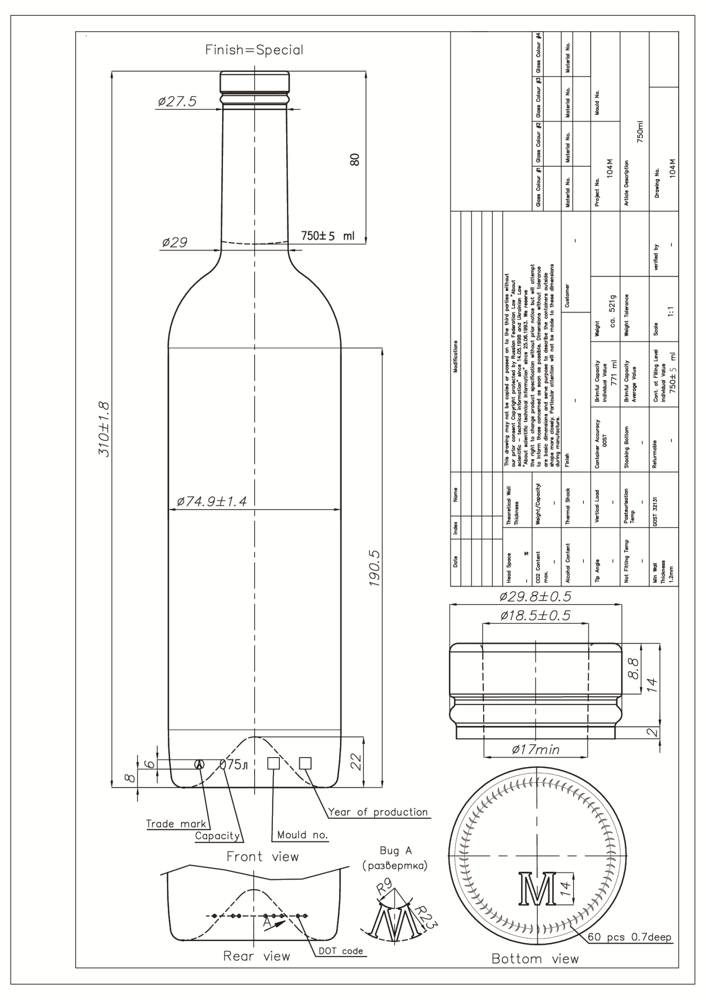 Finish=Special
⌀27.5
80
750±5 ml
⌀29
310±1.8
⌀74.9±1.4
190.5
22
6
8
075л
Year of production
Trade mark
Capacity
Mould no.
Front view
Bug A
(развертка)
R9
R23
A
DOT code
Rear view
Glass Colour #1
Glass Colour #2
Glass Colour #3
Glass Colour #4
Material No.
Material No.
Material No.
Material No.
Project No.
104M
Mould No.
Article Description
750ml
Drawing No.
104M
Modifications
Date
Index
Name
This drawing may not be copied or passed on to the third parties without
our prior consent Copyright protected by Russian Federation Law "About
scientific – technical information" since 14.05.1998 and Ukrainian Law
"About scientific technical information" since 25.06.1993. We reserve
the right to change product specification without prior notice but will attempt
to inform those concerned as soon as possible. Dimensions without tolerance
are basic dimensions and serve purpose to describe the containers outside
shape more closely. Particular attention will not be made to these dimensions
during manufacture.
Head Space
– %
Theoretical Wall
Thickness
CO2 Content
max.
–
Weight/Capacityl
–
Alcohol Content
–
Thermal Shock
–
Finish
–
Customer
–
Tip Angle
–
Vertical Load
–
Container Accuracy
GOST
Brimful Capacity
Individual Value
771 ml
Weight
ca. 521g
Not Fitting Temp
–
Pasteurisation
Temp
–
Stacking Bottom
–
Brimful Capacity
Average Value
Weight Tolerance
Min Wall
Thickness
1.2mm
GOST 32131
Returmable
–
Cont. at Filling Level
Individual Value
750±5 ml
Scale
1:1
verified by
–
⌀29.8±0.5
⌀18.5±0.5
8.8
14
2
⌀17min
M
14
60 pcs 0.7deep
Bottom view